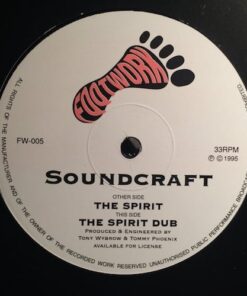 FOOTWORK
FW-005
33RPM
℗ © 1995
SOUNDCRAFT
OTHER SIDE
THE SPIRIT
THIS SIDE
THE SPIRIT DUB
PRODUCED & ENGINEERED BY
TONY WYBROW & TOMMY PHOENIX
AVAILABLE FOR LICENSE
ALL RIGHTS OF THE MANUFACTURER AND OF THE OWNER OF THE RECORDED WORK RESERVED UNAUTHORISED PUBLIC PERFORMANCE BROADC